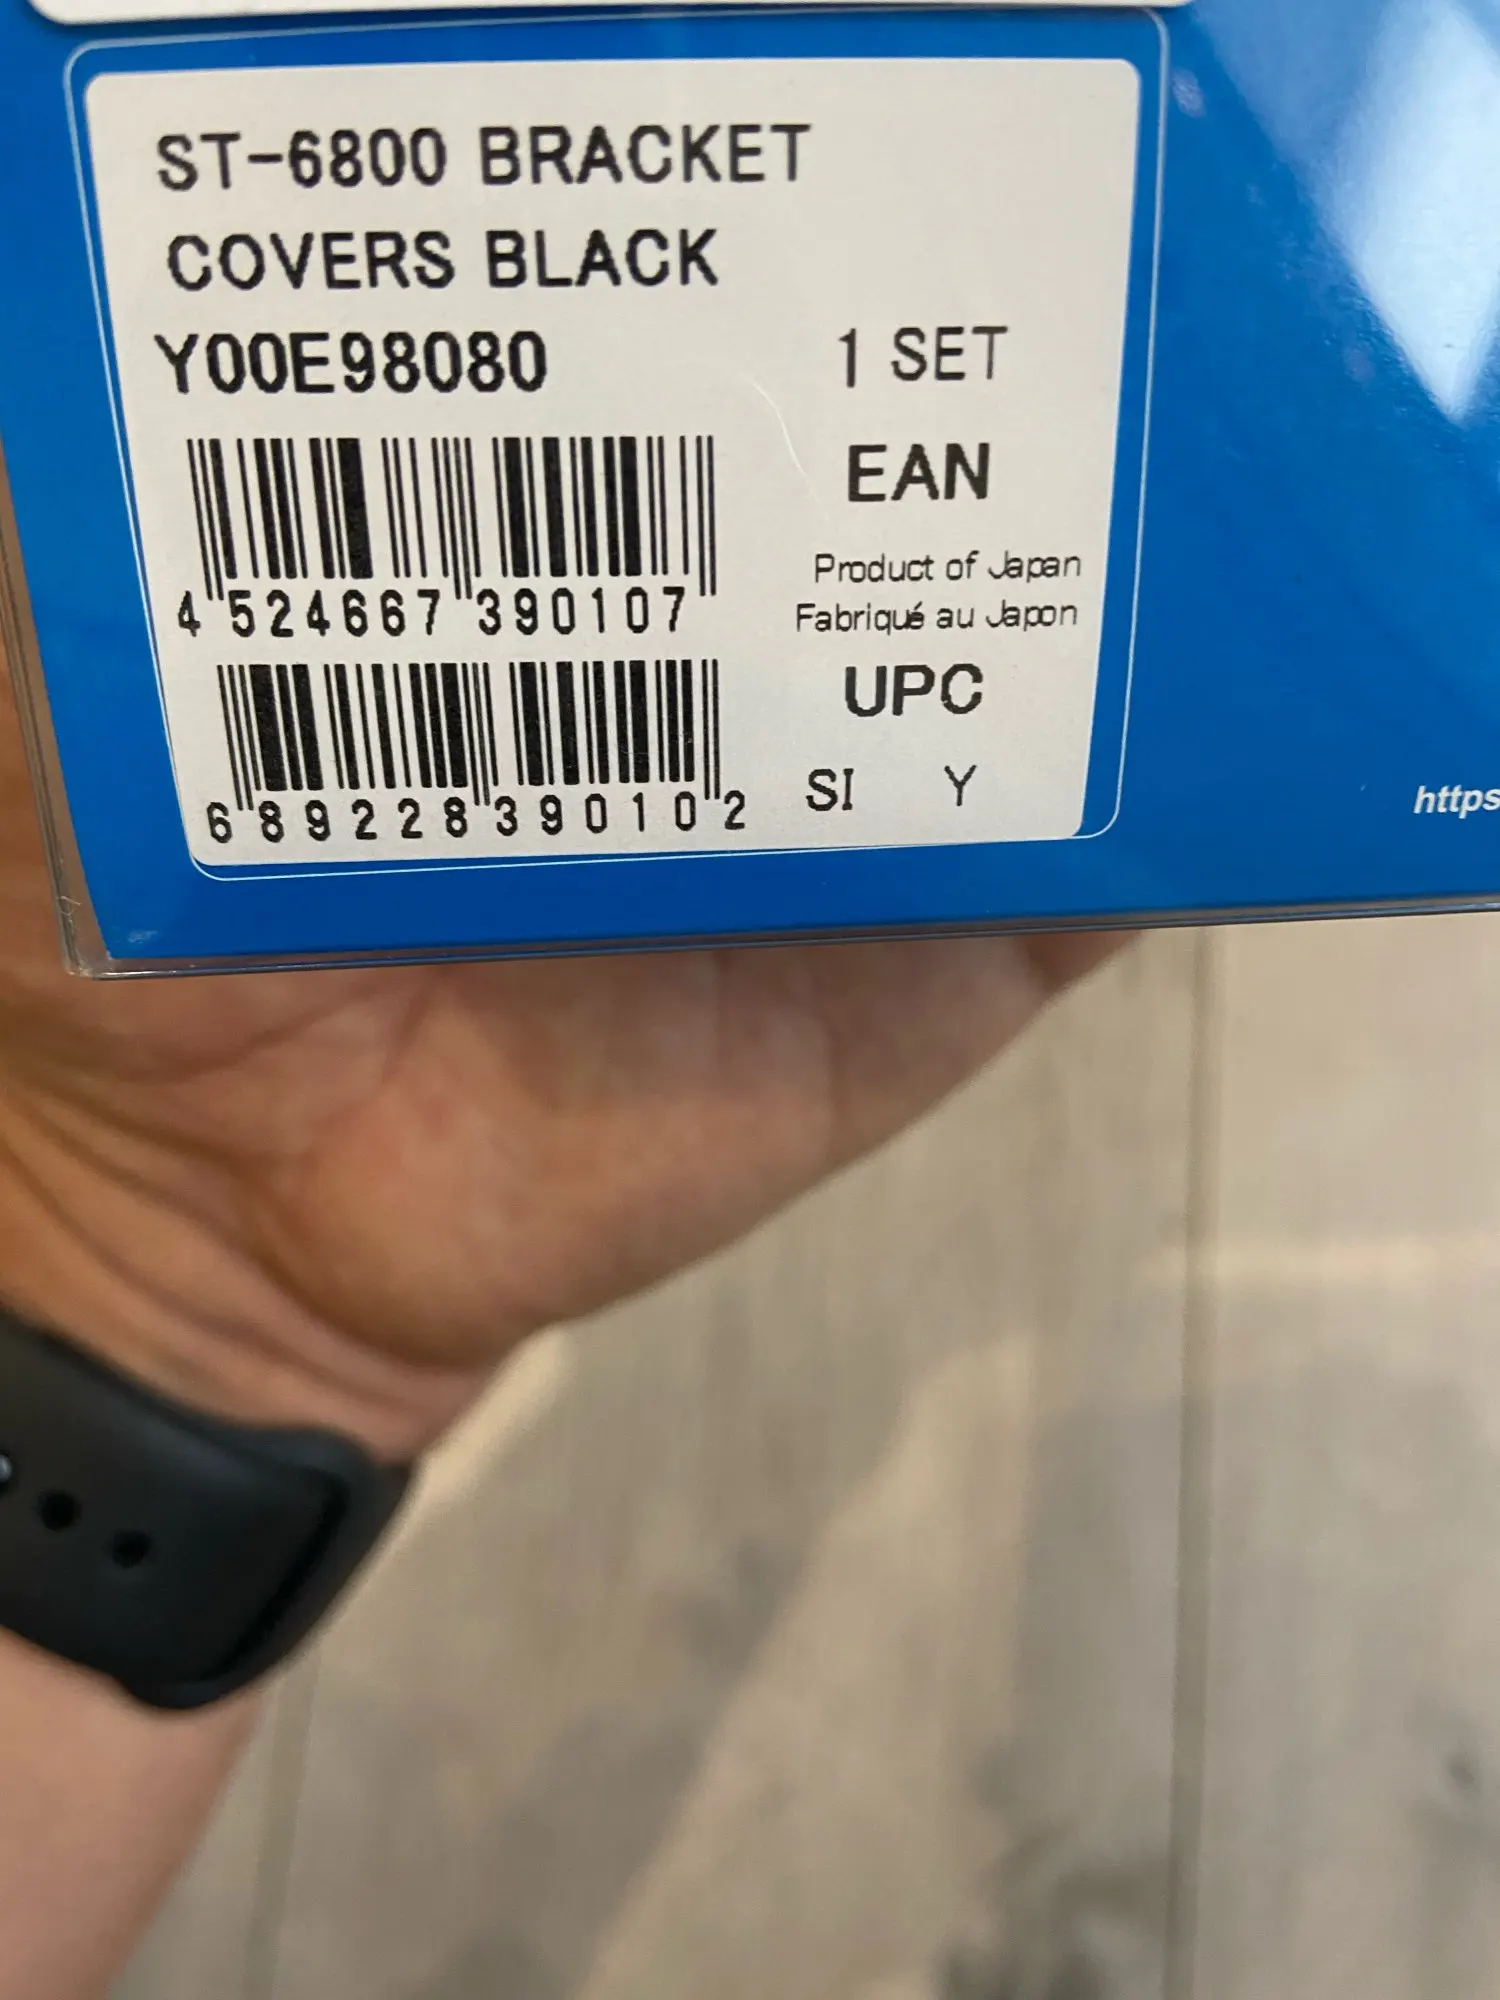 ST-6800 BRACKET
COVERS BLACK
Y00E98080 1 SET
EAN
Product of Japan
4 524667 390107 Fabriqué au Japon
UPC
SI Y
6 89228 39010 2
https